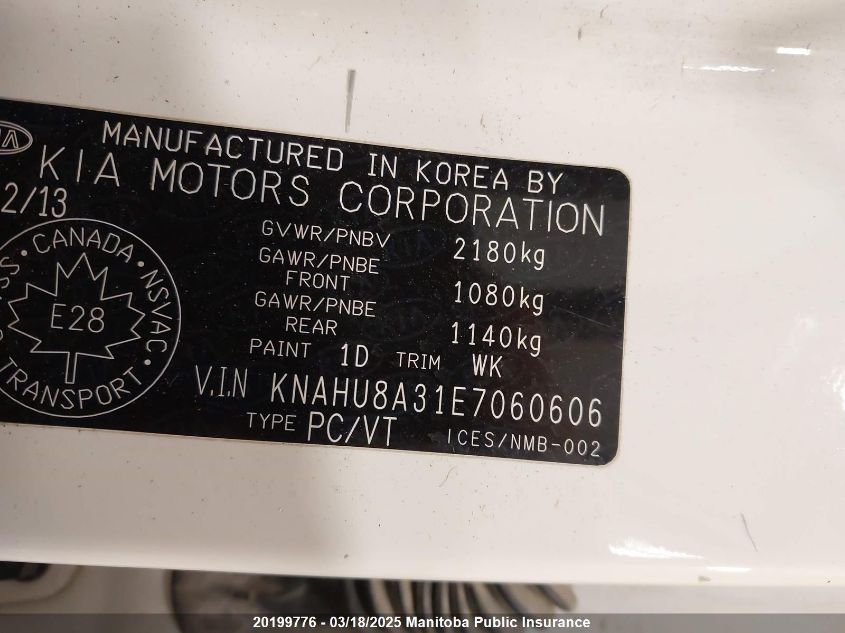 MANUFACTURED IN KOREA BY
KIA MOTORS CORPORATION
2/13
GVWR/PNBV 2180kg
GAWR/PNBE FRONT 1080kg
GAWR/PNBE REAR 1140kg
PAINT 1D TRIM WK
V.I.N KNAHU8A31E7060606
TYPE PC/VT ICES/NMB-002
CANADA • NSVAC •
E28
TRANSPORT
20199776 - 03/18/2025 Manitoba Public Insurance